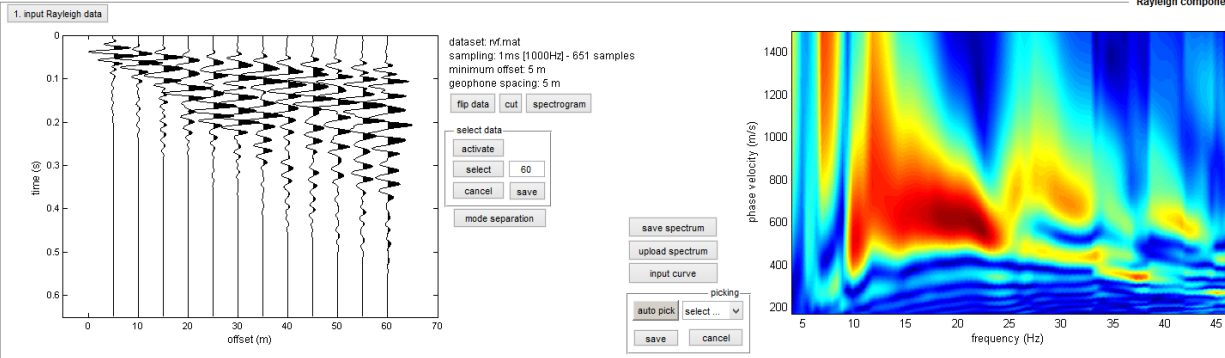 Rayleigh compone
1. input Rayleigh data
0
0.1
0.2
0.3
0.4
0.5
0.6
time (s)
0 10 20 30 40 50 60 70
offset (m)
dataset: rvf.mat
sampling: 1ms [1000Hz] - 651 samples
minimum offset: 5 m
geophone spacing: 5 m
flip data cut spectrogram
select data
activate
select 60
cancel save
mode separation
save spectrum
upload spectrum
input curve
picking
auto pick select ...
save cancel
1400
1200
1000
800
600
400
200
phase velocity (m/s)
5 10 15 20 25 30 35 40 45
frequency (Hz)